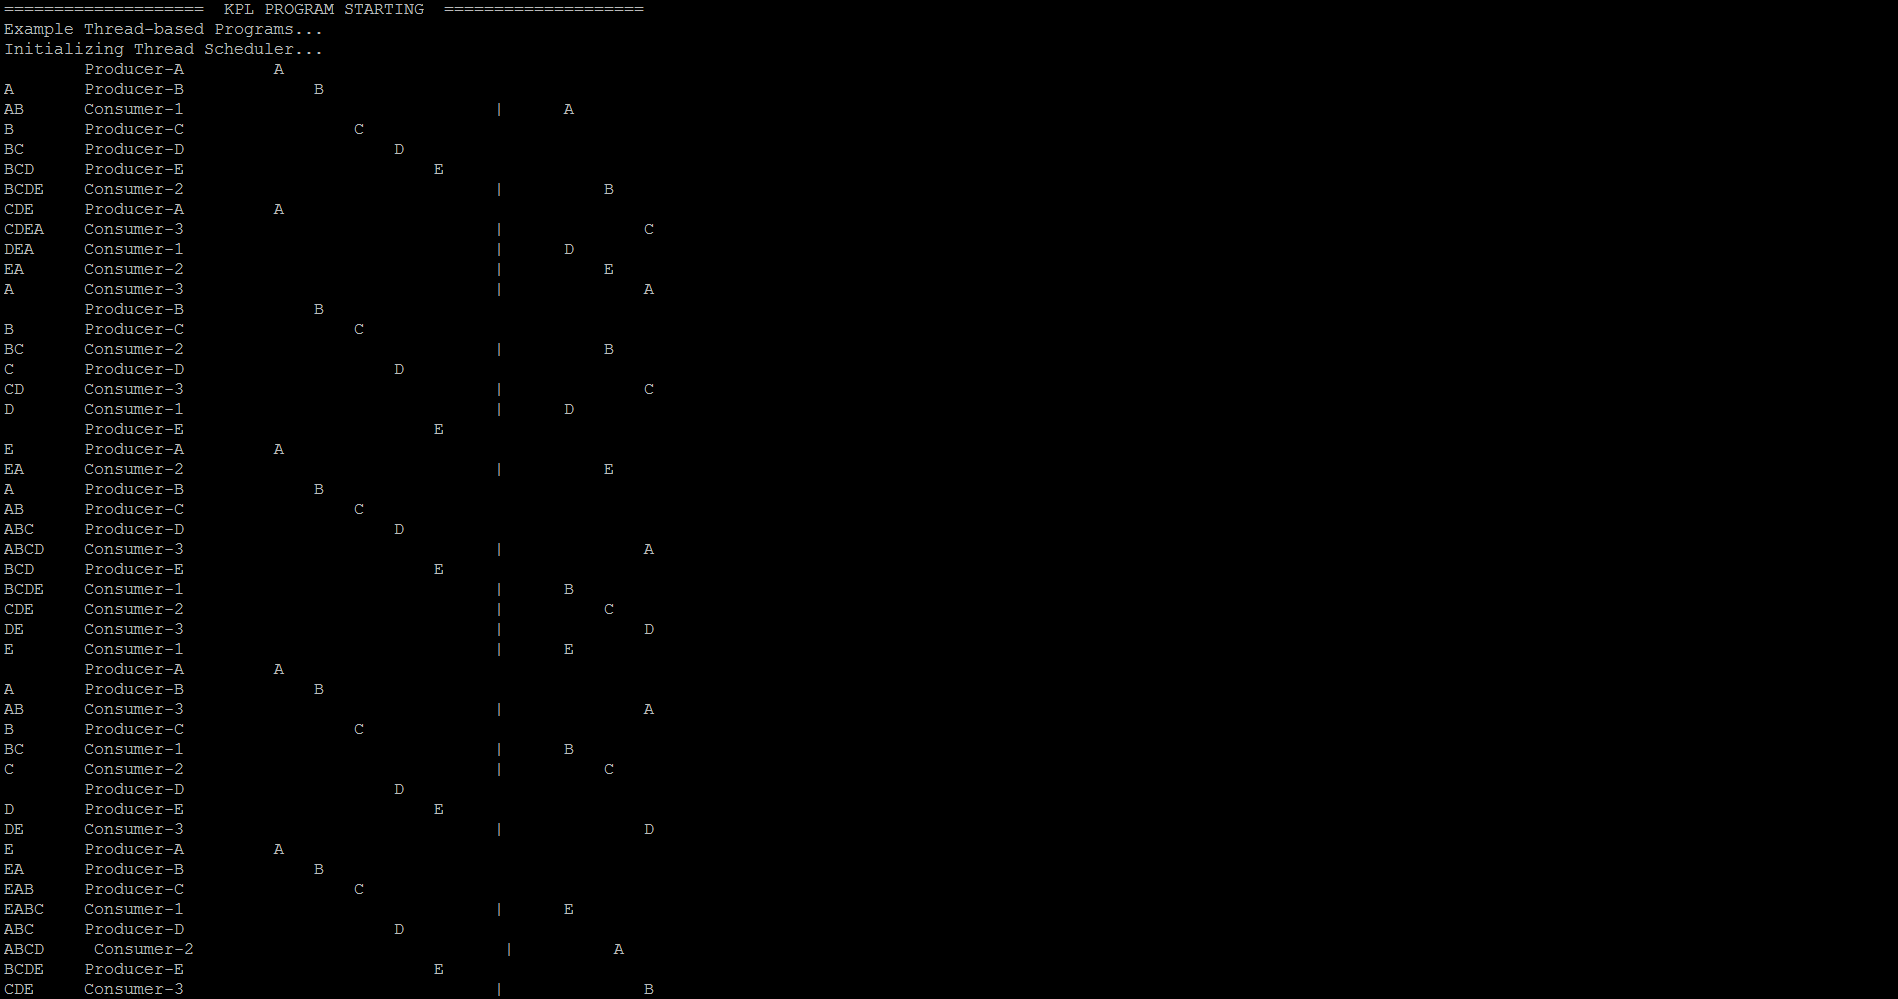 ====================  KPL PROGRAM STARTING  ====================
Example Thread-based Programs...
Initializing Thread Scheduler...
        Producer-A         A
A       Producer-B             B
AB      Consumer-1                               |      A
B       Producer-C                 C
BC      Producer-D                     D
BCD     Producer-E                         E
BCDE    Consumer-2                               |          B
CDE     Producer-A         A
CDEA    Consumer-3                               |              C
DEA     Consumer-1                               |      D
EA      Consumer-2                               |          E
A       Consumer-3                               |              A
        Producer-B             B
B       Producer-C                 C
BC      Consumer-2                               |          B
C       Producer-D                     D
CD      Consumer-3                               |              C
D       Consumer-1                               |      D
        Producer-E                         E
E       Producer-A         A
EA      Consumer-2                               |          E
A       Producer-B             B
AB      Producer-C                 C
ABC     Producer-D                     D
ABCD    Consumer-3                               |              A
BCD     Producer-E                         E
BCDE    Consumer-1                               |      B
CDE     Consumer-2                               |          C
DE      Consumer-3                               |              D
E       Consumer-1                               |      E
        Producer-A         A
A       Producer-B             B
AB      Consumer-3                               |              A
B       Producer-C                 C
BC      Consumer-1                               |      B
C       Consumer-2                               |          C
        Producer-D                     D
D       Producer-E                         E
DE      Consumer-3                               |              D
E       Producer-A         A
EA      Producer-B             B
EAB     Producer-C                 C
EABC    Consumer-1                               |      E
ABC     Producer-D                     D
ABCD     Consumer-2                               |          A
BCDE    Producer-E                         E
CDE     Consumer-3                               |              B